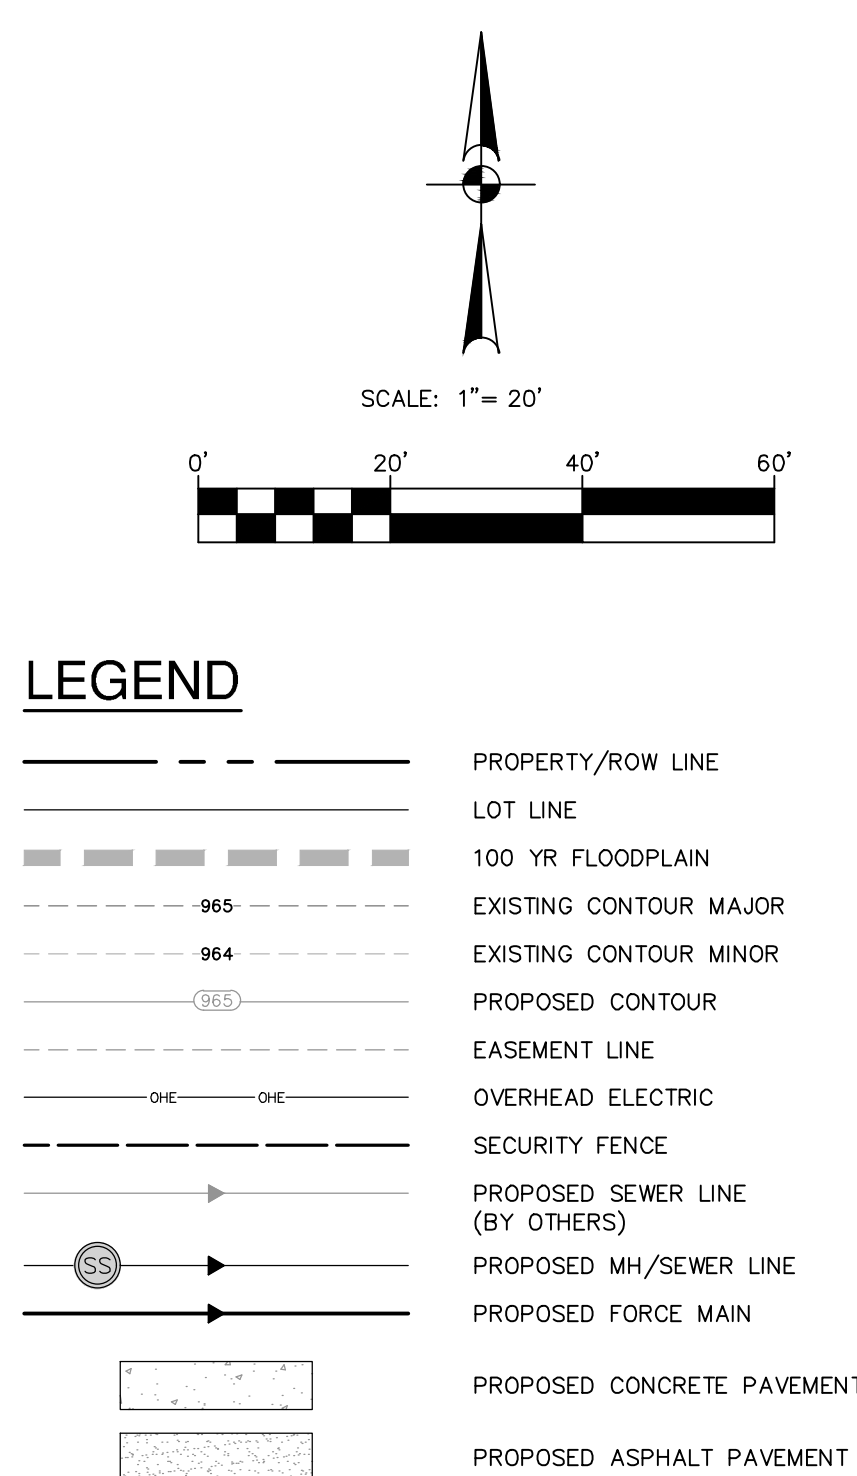 SCALE: 1"= 20'
0' 20' 40' 60'
LEGEND
PROPERTY/ROW LINE
LOT LINE
100 YR FLOODPLAIN
965 EXISTING CONTOUR MAJOR
964 EXISTING CONTOUR MINOR
965 PROPOSED CONTOUR
EASEMENT LINE
OHE OHE OVERHEAD ELECTRIC
SECURITY FENCE
PROPOSED SEWER LINE
(BY OTHERS)
SS PROPOSED MH/SEWER LINE
PROPOSED FORCE MAIN
PROPOSED CONCRETE PAVEMENT
PROPOSED ASPHALT PAVEMENT